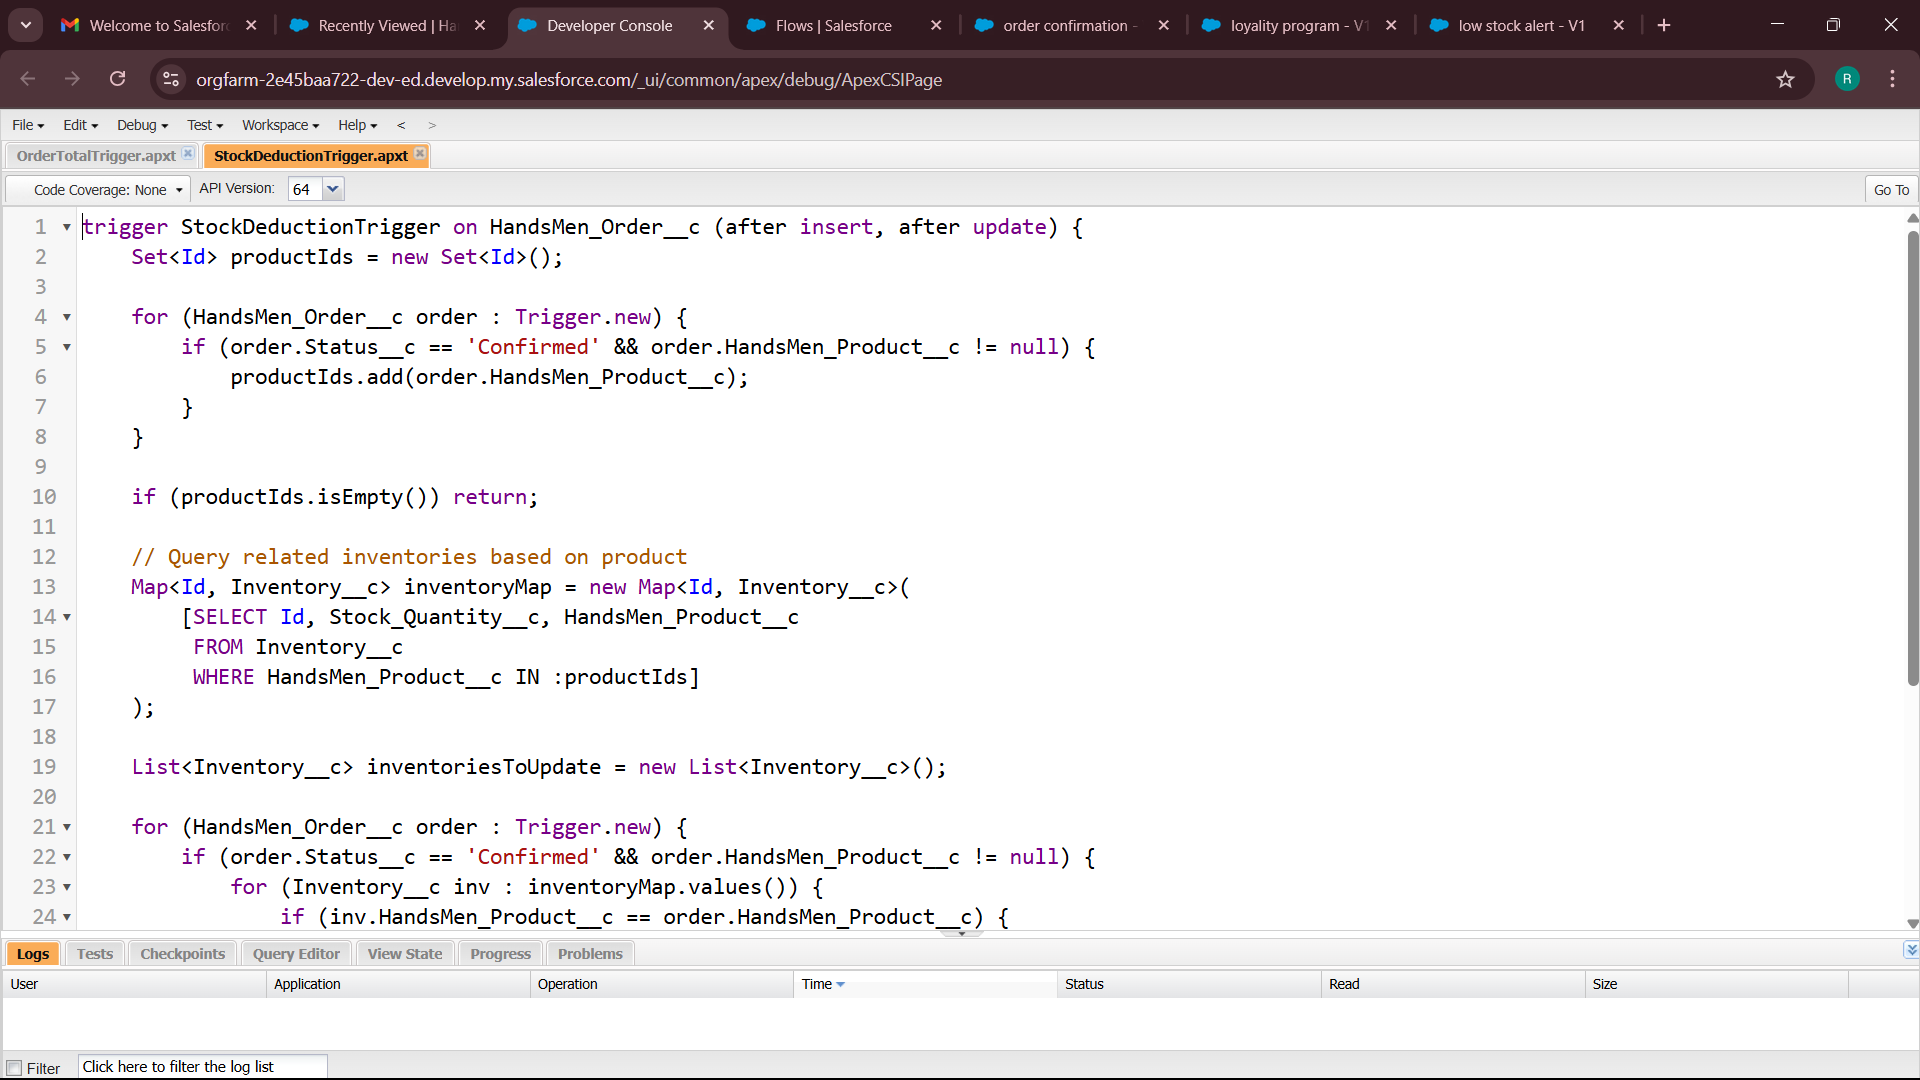 Welcome to Salesforc
Recently Viewed | Ha
Developer Console
Flows | Salesforce
order confirmation -
loyality program - V1
low stock alert - V1
orgfarm-2e45baa722-dev-ed.develop.my.salesforce.com/_ui/common/apex/debug/ApexCSIPage
R
File Edit Debug Test Workspace Help < >
OrderTotalTrigger.apxt StockDeductionTrigger.apxt
Code Coverage: None API Version: 64 Go To
1 trigger StockDeductionTrigger on HandsMen_Order__c (after insert, after update) {
2 Set<Id> productIds = new Set<Id>();
3
4 for (HandsMen_Order__c order : Trigger.new) {
5 if (order.Status__c == 'Confirmed' && order.HandsMen_Product__c != null) {
6 productIds.add(order.HandsMen_Product__c);
7 }
8 }
9
10 if (productIds.isEmpty()) return;
11
12 // Query related inventories based on product
13 Map<Id, Inventory__c> inventoryMap = new Map<Id, Inventory__c>(
14 [SELECT Id, Stock_Quantity__c, HandsMen_Product__c
15 FROM Inventory__c
16 WHERE HandsMen_Product__c IN :productIds]
17 );
18
19 List<Inventory__c> inventoriesToUpdate = new List<Inventory__c>();
20
21 for (HandsMen_Order__c order : Trigger.new) {
22 if (order.Status__c == 'Confirmed' && order.HandsMen_Product__c != null) {
23 for (Inventory__c inv : inventoryMap.values()) {
24 if (inv.HandsMen_Product__c == order.HandsMen_Product__c) {
Logs Tests Checkpoints Query Editor View State Progress Problems
User Application Operation Time Status Read Size
Filter Click here to filter the log list